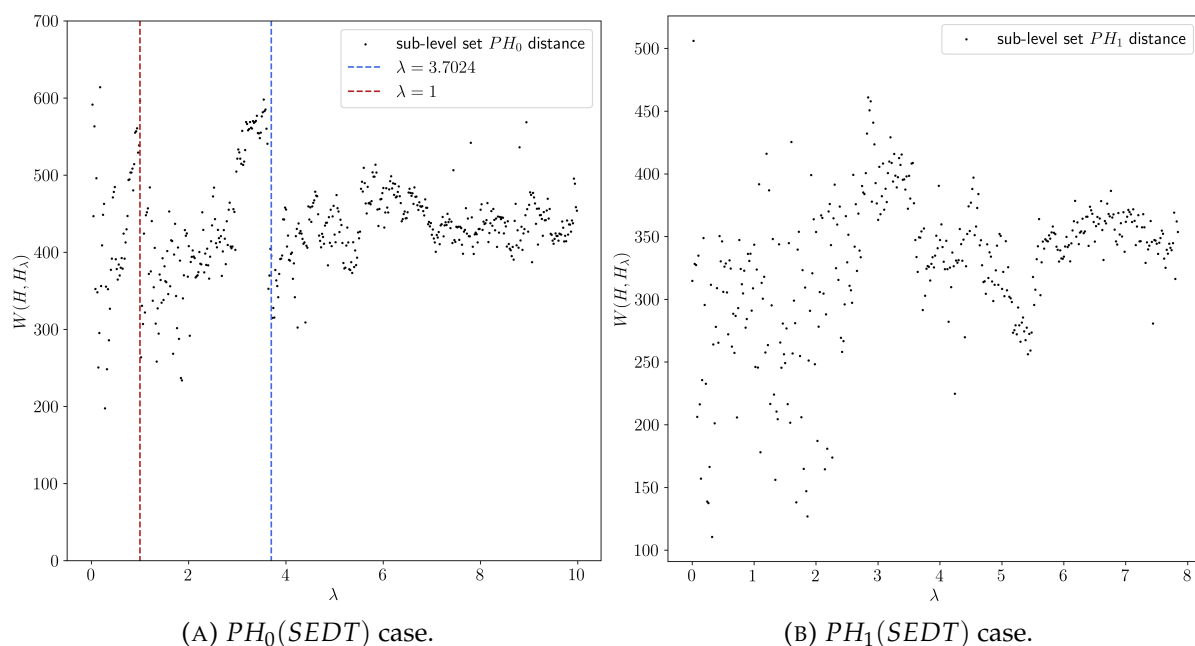 700
600
500
400
300
200
100
0
W(H, H_λ)
0 2 4 6 8 10
λ
sub-level set PH_0 distance
λ = 3.7024
λ = 1
(A) PH_0(SEDT) case.
500
450
400
350
300
250
200
150
100
W(H, H_λ)
0 1 2 3 4 5 6 7 8
λ
sub-level set PH_1 distance
(B) PH_1(SEDT) case.